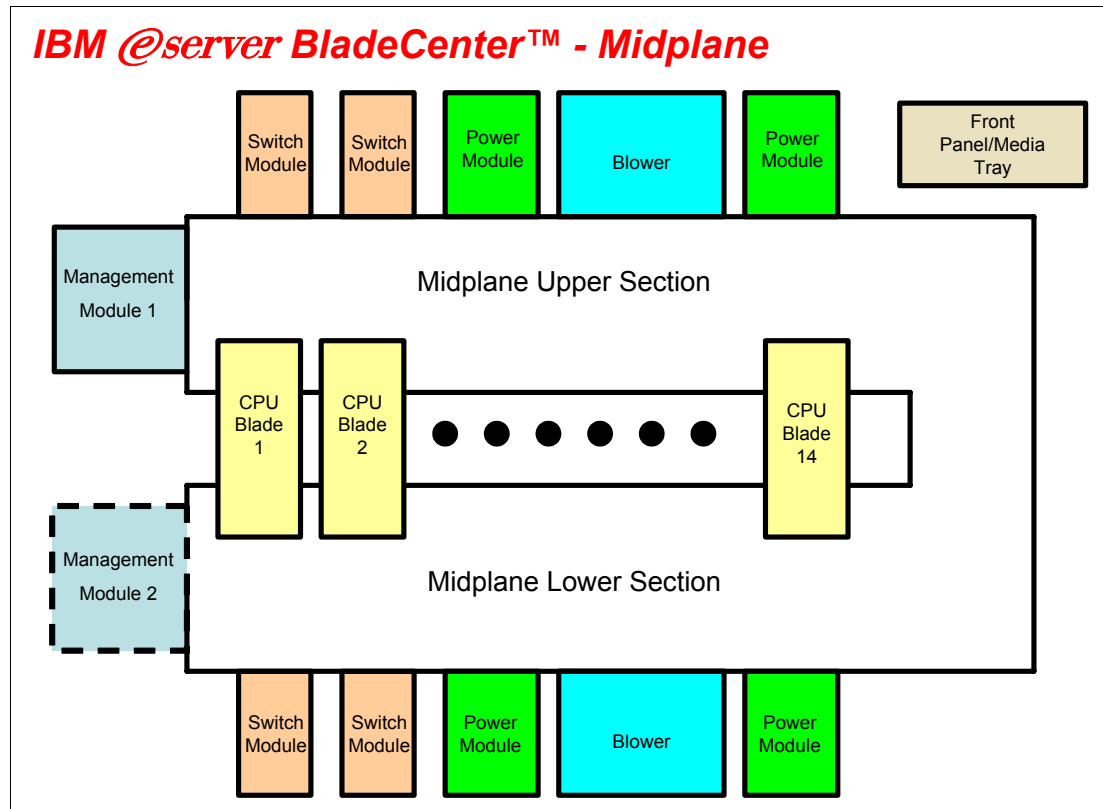 IBM @server BladeCenter™ - Midplane
Switch
Module
Switch
Module
Power
Module
Blower
Power
Module
Front
Panel/Media
Tray
Management
Module 1
Midplane Upper Section
CPU
Blade
1
CPU
Blade
2
CPU
Blade
14
Management
Module 2
Midplane Lower Section
Switch
Module
Switch
Module
Power
Module
Blower
Power
Module